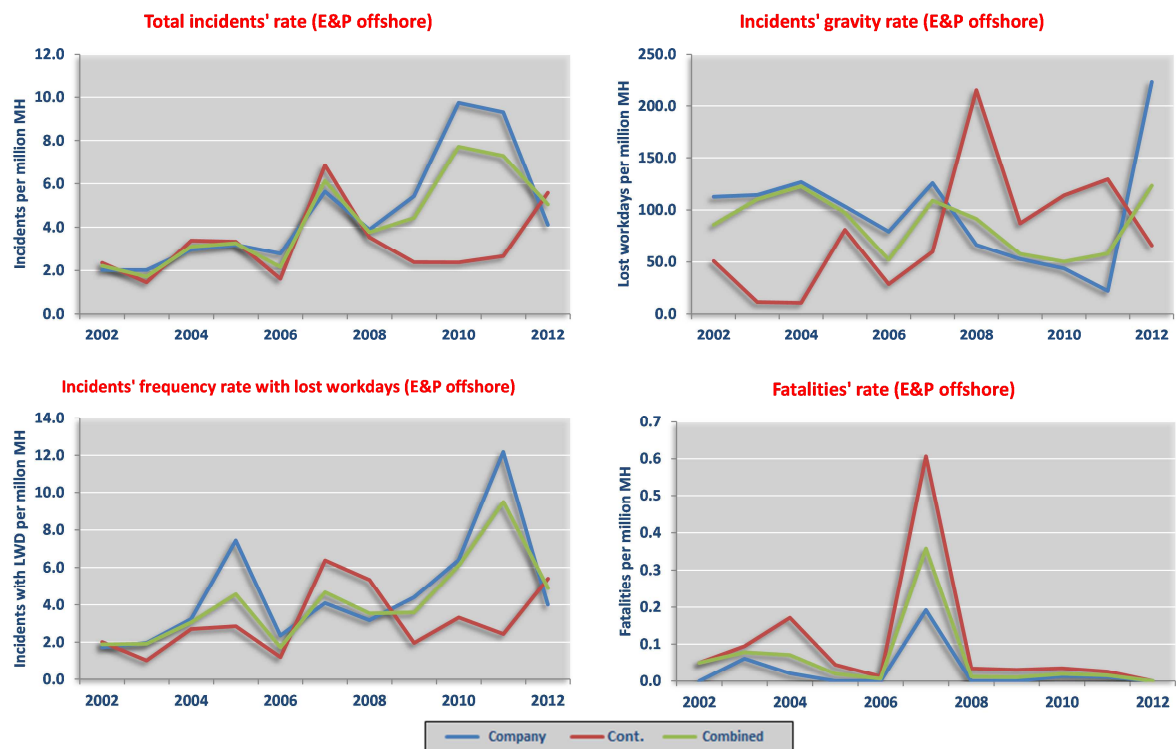 Total incidents' rate (E&P offshore)
Incidents per million MH
12.0
10.0
8.0
6.0
4.0
2.0
0.0
2002 2004 2006 2008 2010 2012
Incidents' gravity rate (E&P offshore)
Lost workdays per million MH
250.0
200.0
150.0
100.0
50.0
0.0
2002 2004 2006 2008 2010 2012
Incidents' frequency rate with lost workdays (E&P offshore)
Incidents with LWD per millon MH
14.0
12.0
10.0
8.0
6.0
4.0
2.0
0.0
2002 2004 2006 2008 2010 2012
Fatalities' rate (E&P offshore)
Fatalities per million MH
0.7
0.6
0.5
0.4
0.3
0.2
0.1
0.0
2002 2004 2006 2008 2010 2012
Company Cont. Combined